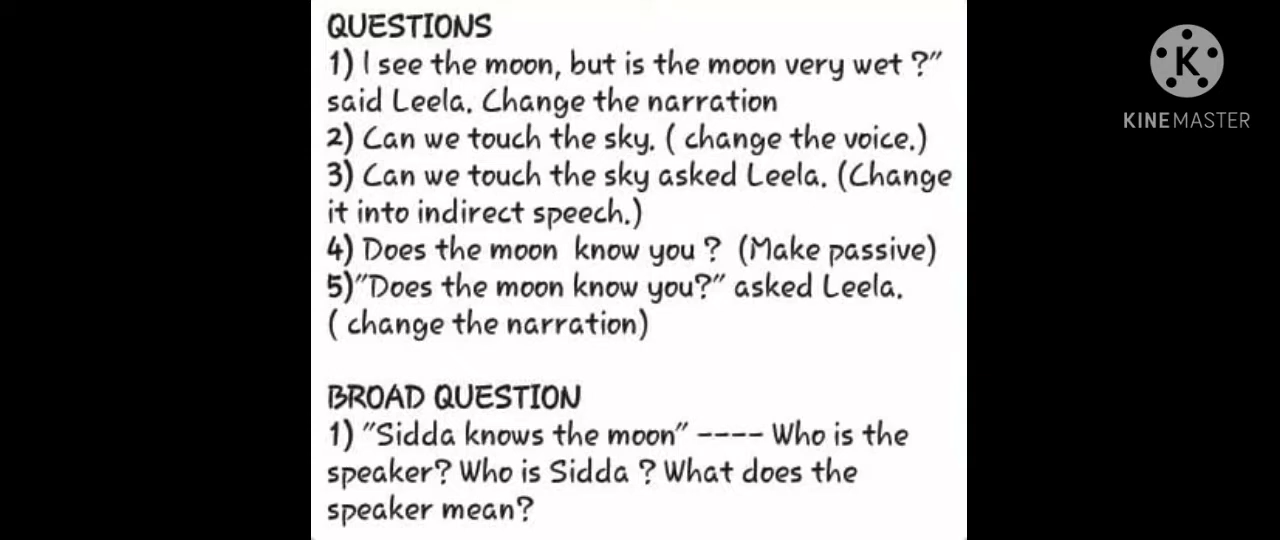 QUESTIONS
1) I see the moon, but is the moon very wet ?"
said Leela. Change the narration
2) Can we touch the sky. ( change the voice.)
3) Can we touch the sky asked Leela. (Change
it into indirect speech.)
4) Does the moon know you ? (Make passive)
5)"Does the moon know you?" asked Leela.
( change the narration)
BROAD QUESTION
1) "Sidda knows the moon" ---- Who is the
speaker? Who is Sidda ? What does the
speaker mean?
K
KINEMASTER